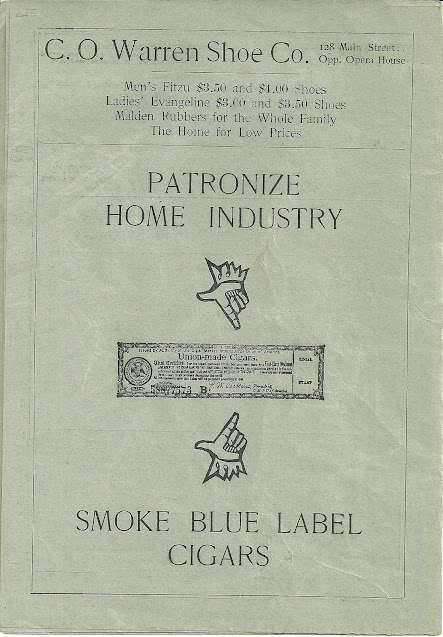 C. O. Warren Shoe Co. 128 Main Street..
Opp. Opera House
Men's Fitzu $3.50 and $4.00 Shoes
Ladies' Evangeline $3.00 and $3.50 Shoes
Malden Rubbers for the Whole Family
The Home for Low Prices
PATRONIZE
HOME INDUSTRY
Union-made Cigars.
LOCAL
STAMP
SMOKE BLUE LABEL
CIGARS